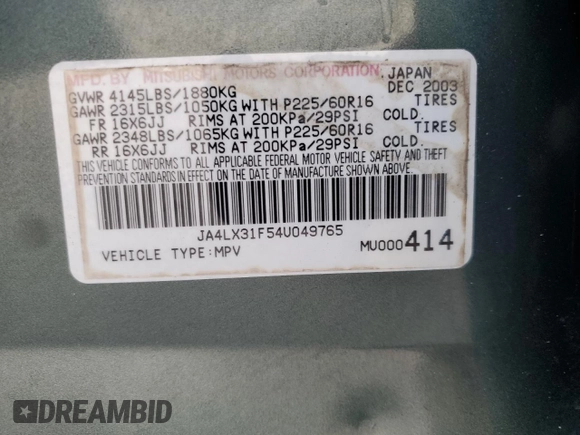 MFD. BY MITSUBISHI MOTORS CORPORATION, JAPAN
GVWR 4145LBS/1880KG DEC 2003
GAWR 2315LBS/1050KG WITH P225/60R16 TIRES
FR 16X6JJ RIMS AT 200KPa/29PSI COLD.
GAWR 2348LBS/1065KG WITH P225/60R16 TIRES
RR 16X6JJ RIMS AT 200KPa/29PSI COLD.
THIS VEHICLE CONFORMS TO ALL APPLICABLE FEDERAL MOTOR VEHICLE SAFETY AND THEFT
PREVENTION STANDARDS IN EFFECT ON THE DATE OF MANUFACTURE SHOWN ABOVE.
JA4LX31F54U049765
VEHICLE TYPE:MPV MU000414
DREAMBID